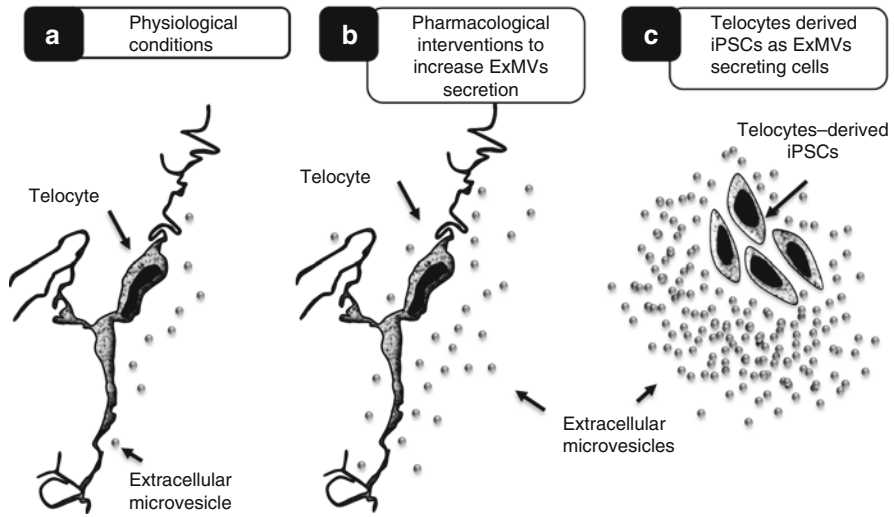 a
Physiological
conditions
b
Pharmacological
interventions to
increase ExMVs
secretion
c
Telocytes derived
iPSCs as ExMVs
secreting cells
Telocyte
Extracellular
microvesicle
Telocyte
Telocytes–derived
iPSCs
Extracellular
microvesicles